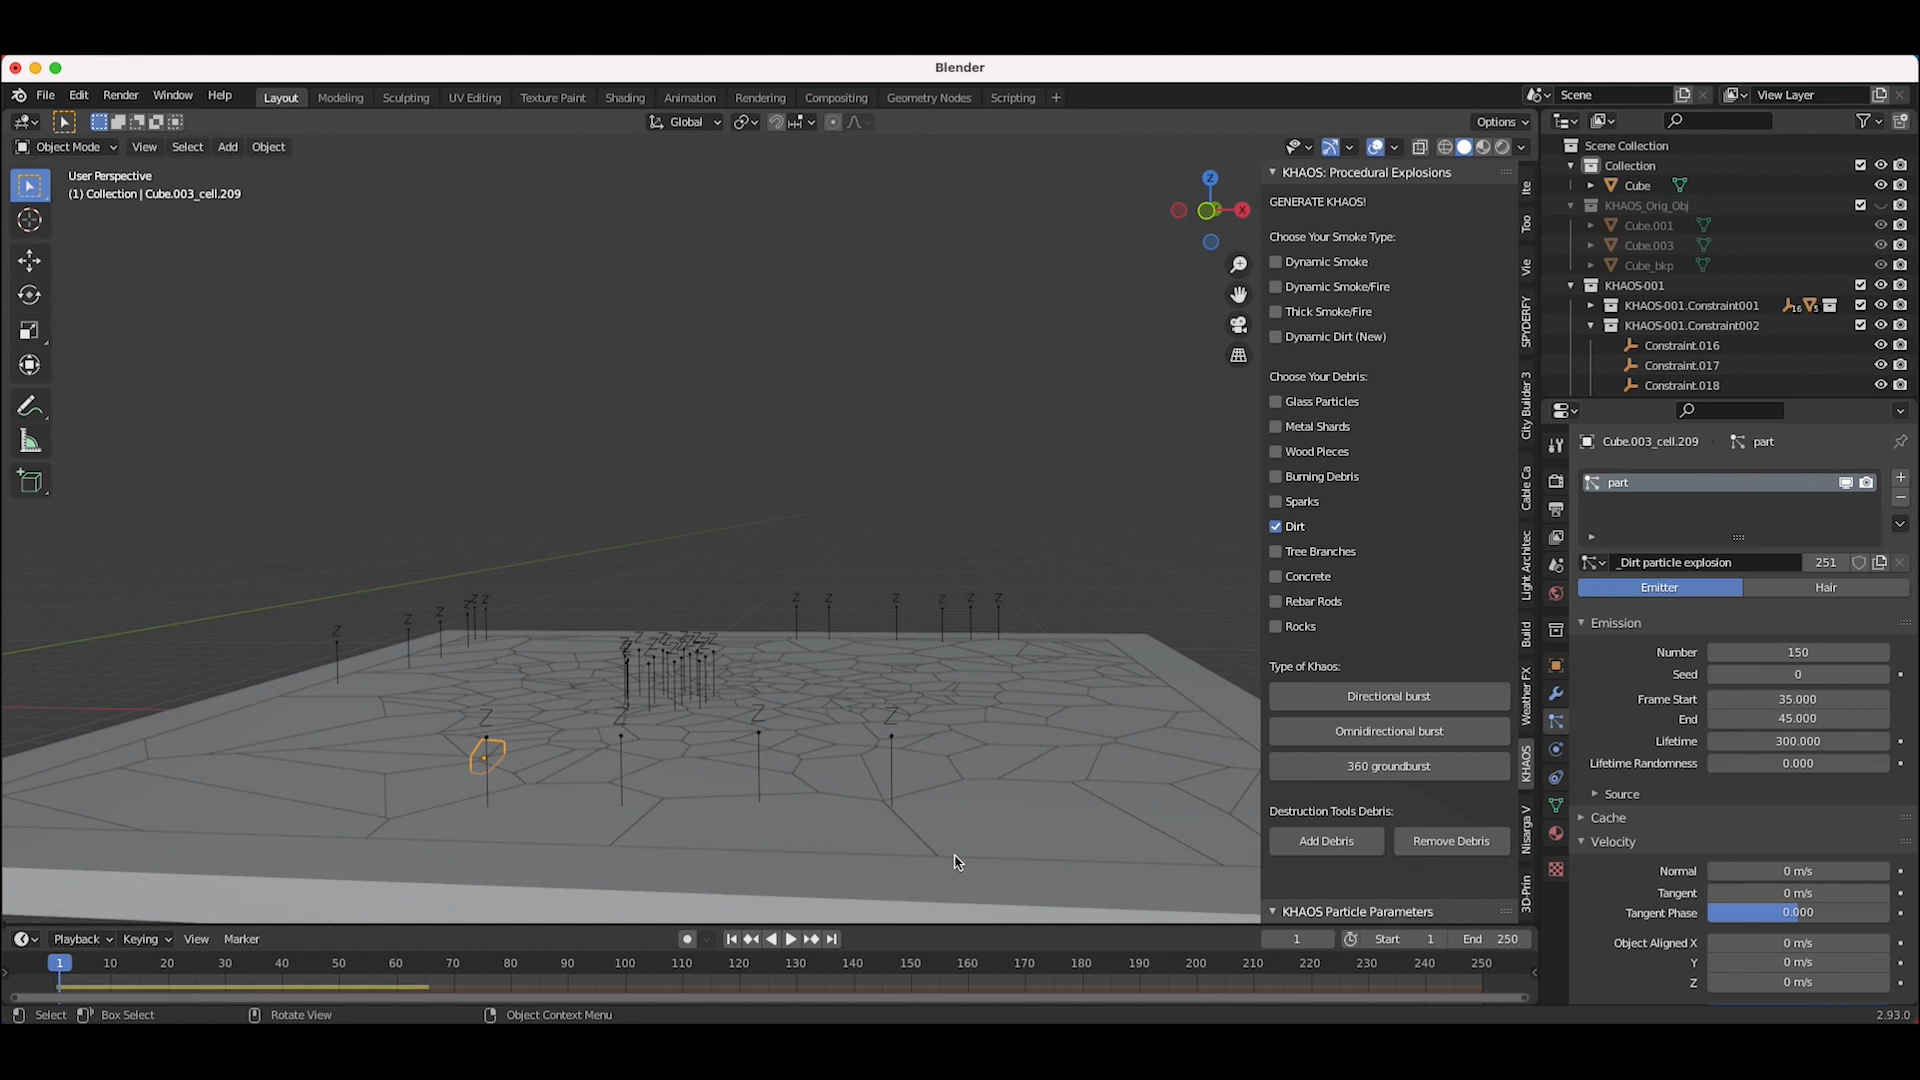 Blender
File Edit Render Window Help
Layout Modeling Sculpting UV Editing Texture Paint Shading Animation Rendering Compositing Geometry Nodes Scripting +
Scene View Layer
Global Options
Object Mode View Select Add Object
User Perspective
(1) Collection | Cube.003_cell.209
Z
X
KHAOS: Procedural Explosions
GENERATE KHAOS!
Choose Your Smoke Type:
Dynamic Smoke
Dynamic Smoke/Fire
Thick Smoke/Fire
Dynamic Dirt (New)
Choose Your Debris:
Glass Particles
Metal Shards
Wood Pieces
Burning Debris
Sparks
Dirt
Tree Branches
Concrete
Rebar Rods
Rocks
Type of Khaos:
Directional burst
Omnidirectional burst
360 groundburst
Destruction Tools Debris:
Add Debris Remove Debris
KHAOS Particle Parameters
Ite
Too
Vie
SPYDERFY
City Builder 3
Cable Ca
Light Architec
Build
Weather FX
KHAOS
Nisarga V
3D-Prin
Scene Collection
Collection
Cube
KHAOS_Orig_Obj
Cube.001
Cube.003
Cube_bkp
KHAOS-001
KHAOS-001.Constraint001 16 5
KHAOS-001.Constraint002
Constraint.016
Constraint.017
Constraint.018
Cube.003_cell.209 part
part
_Dirt particle explosion 251
Emitter Hair
Emission
Number 150
Seed 0
Frame Start 35.000
End 45.000
Lifetime 300.000
Lifetime Randomness 0.000
Source
Cache
Velocity
Normal 0 m/s
Tangent 0 m/s
Tangent Phase 0.000
Object Aligned X 0 m/s
Y 0 m/s
Z 0 m/s
Playback Keying View Marker
1 Start 1 End 250
1 10 20 30 40 50 60 70 80 90 100 110 120 130 140 150 160 170 180 190 200 210 220 230 240 250
Select Box Select Rotate View Object Context Menu 2.93.0